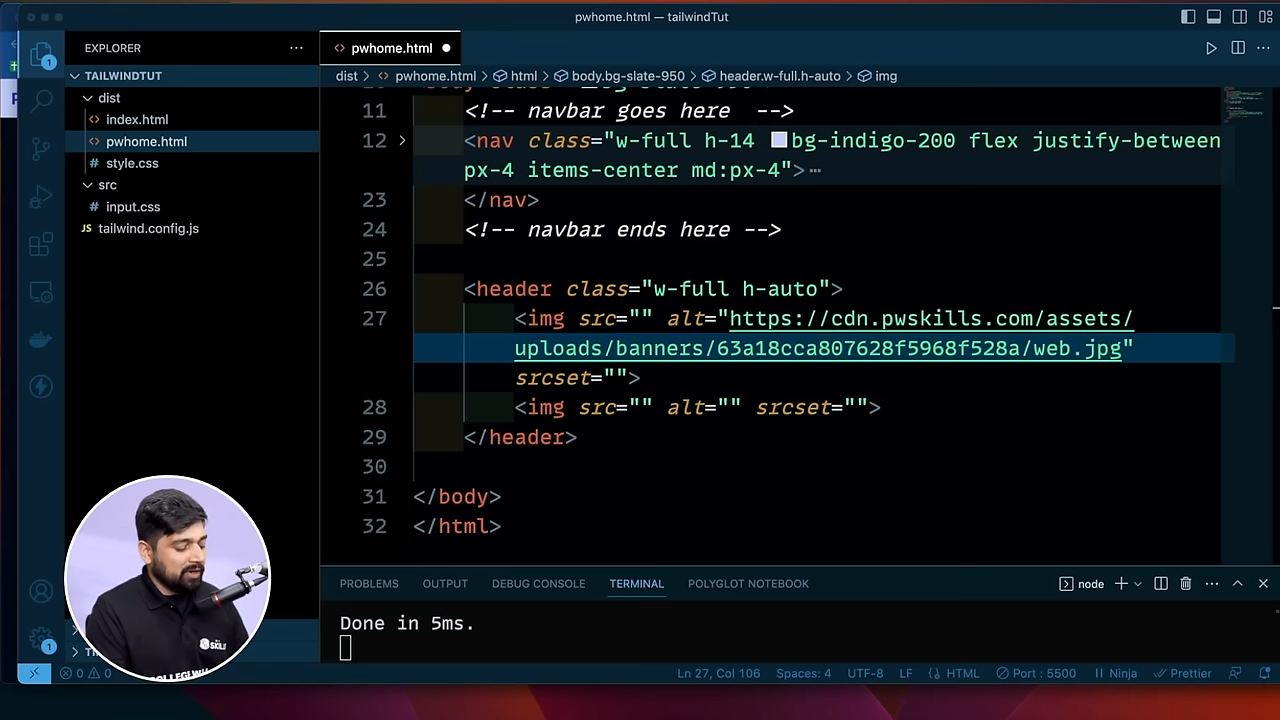 pwhome.html — tailwindTut
EXPLORER
pwhome.html
TAILWINDTUT
dist > pwhome.html > html > body.bg-slate-950 > header.w-full.h-auto > img
dist
index.html
pwhome.html
style.css
src
input.css
JS tailwind.config.js
11 <!-- navbar goes here -->
12 <nav class="w-full h-14 bg-indigo-200 flex justify-between
px-4 items-center md:px-4">
23 </nav>
24 <!-- navbar ends here -->
25
26 <header class="w-full h-auto">
27 <img src="" alt="https://cdn.pwskills.com/assets/
uploads/banners/63a18cca807628f5968f528a/web.jpg"
srcset="">
28 <img src="" alt="" srcset="">
29 </header>
30
31 </body>
32 </html>
PROBLEMS OUTPUT DEBUG CONSOLE TERMINAL POLYGLOT NOTEBOOK
node
Done in 5ms.
0 0
Ln 27, Col 106 Spaces: 4 UTF-8 LF HTML Port : 5500 Ninja Prettier
1
1